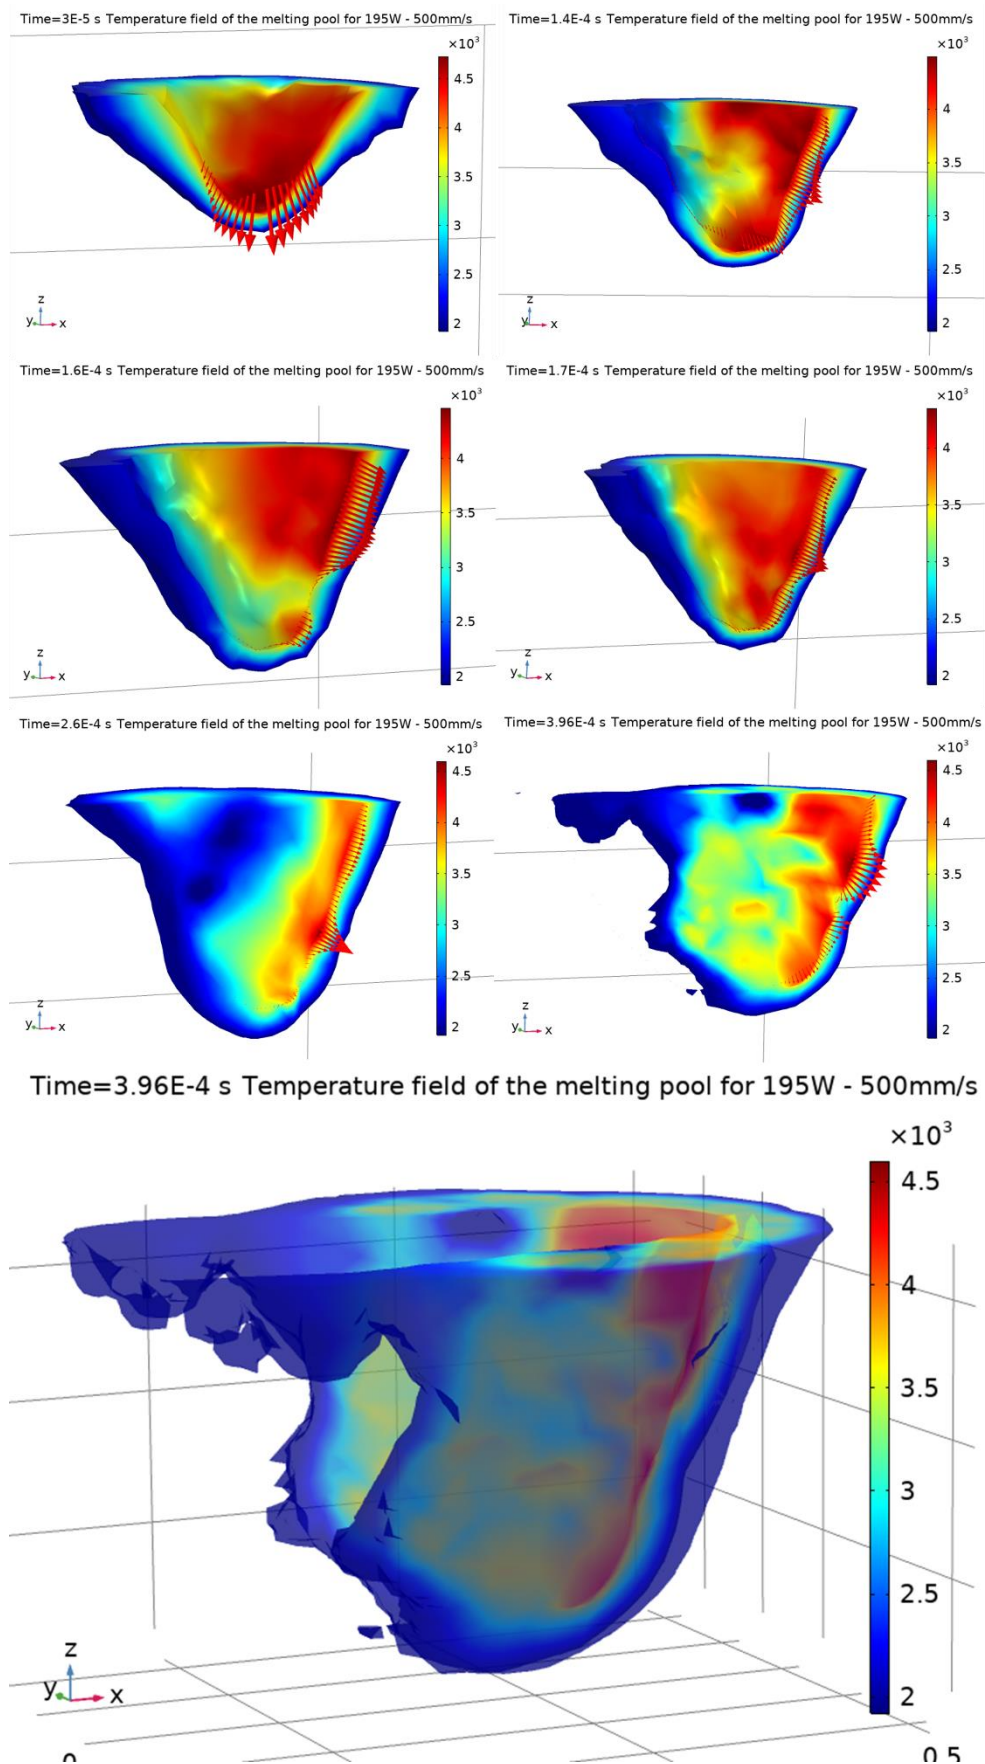 Time=3E-5 s Temperature field of the melting pool for 195W - 500mm/s
×10³
4.5
4
3.5
3
2.5
2
z
y x
Time=1.4E-4 s Temperature field of the melting pool for 195W - 500mm/s
×10³
4
3.5
3
2.5
2
z
y x
Time=1.6E-4 s Temperature field of the melting pool for 195W - 500mm/s
×10³
4
3.5
3
2.5
2
z
y x
Time=1.7E-4 s Temperature field of the melting pool for 195W - 500mm/s
×10³
4
3.5
3
2.5
2
z
y x
Time=2.6E-4 s Temperature field of the melting pool for 195W - 500mm/s
×10³
4.5
4
3.5
3
2.5
2
z
y x
Time=3.96E-4 s Temperature field of the melting pool for 195W - 500mm/s
×10³
4.5
4
3.5
3
2.5
2
z
y x
Time=3.96E-4 s Temperature field of the melting pool for 195W - 500mm/s
×10³
4.5
4
3.5
3
2.5
2
z
y x
0 0.5